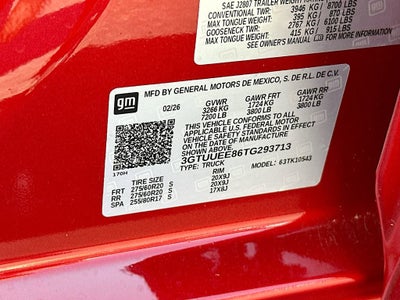 SAE J2807 TRAILER WEIGHT
CONVENTIONAL TWR: 3946 KG / 8700 LBS
MAX TONGUE WT: 395 KG / 870 LBS
GOOSENECK TWR: 2767 KG / 6100 LBS
MAX TONGUE WT: 415 KG / 915 LBS
SEE OWNER'S MANUAL FOR MORE INFORMATION
gm
MFD BY GENERAL MOTORS DE MEXICO, S. DE R.L. DE C.V.
02/26 GVWR GAWR FRT GAWR RR
3266 KG 1724 KG 1724 KG
7200 LB 3800 LB 3800 LB
THIS VEHICLE CONFORMS TO ALL APPLICABLE U.S. FEDERAL MOTOR
VEHICLE SAFETY STANDARDS IN EFFECT ON THE
DATE OF MANUFACTURE SHOWN ABOVE.
3GTUUEE86TG293713
TYPE: TRUCK MODEL: 63TK10543
170H
RIM
FRT 275/60R20 S 20X9J
RR 275/60R20 S 20X9J
SPA 255/80R17 S 17X8J